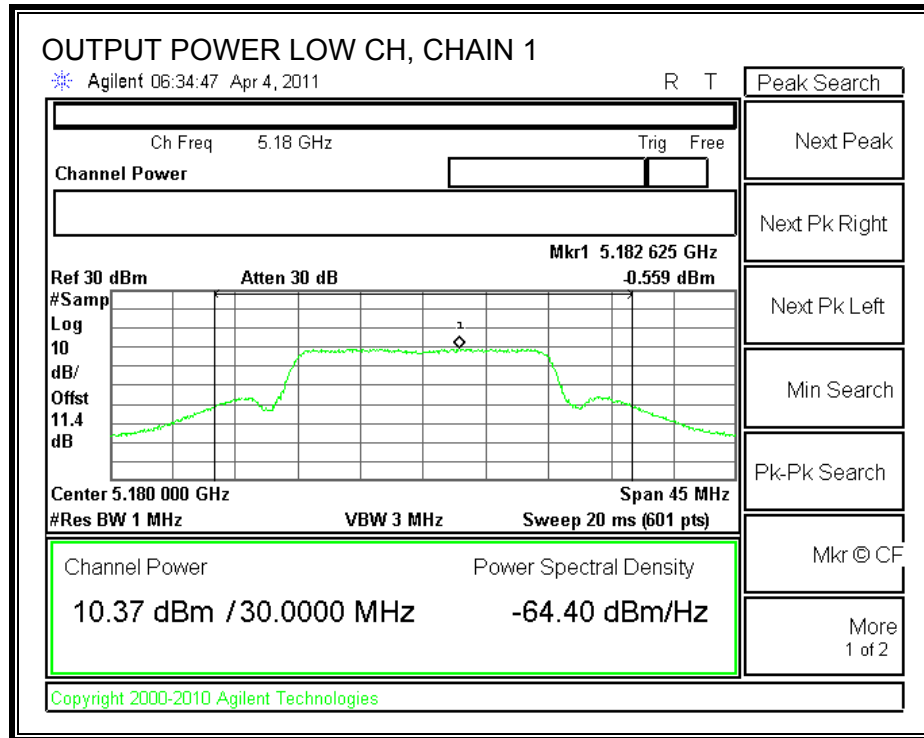 OUTPUT POWER LOW CH, CHAIN 1
Agilent 06:34:47 Apr 4, 2011 R T
Peak Search
Ch Freq 5.18 GHz Trig Free
Channel Power
Next Peak
Next Pk Right
Mkr1 5.182 625 GHz
Ref 30 dBm Atten 30 dB -0.559 dBm
#Samp
Log
10
dB/
Offst
11.4
dB
1
Next Pk Left
Min Search
Pk-Pk Search
Center 5.180 000 GHz Span 45 MHz
#Res BW 1 MHz VBW 3 MHz Sweep 20 ms (601 pts)
Channel Power Power Spectral Density
10.37 dBm / 30.0000 MHz -64.40 dBm/Hz
Mkr © CF
More
1 of 2
Copyright 2000-2010 Agilent Technologies